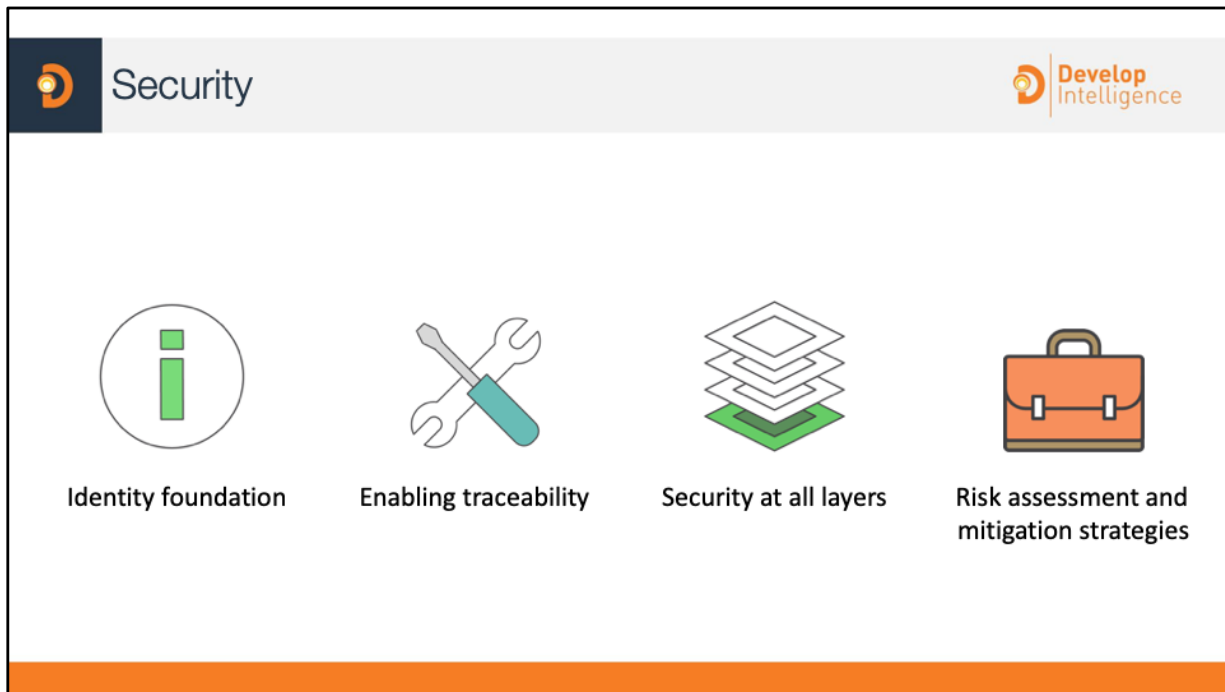 Security
Develop
Intelligence
Identity foundation
Enabling traceability
Security at all layers
Risk assessment and
mitigation strategies